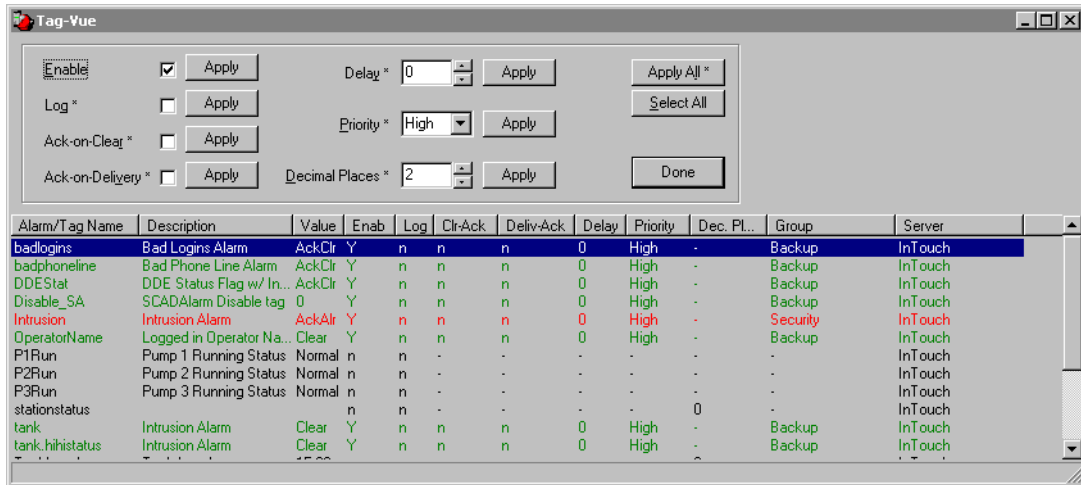 Tag-Vue
Enable Apply Delay * 0 Apply Apply All *
Log * Apply Select All
Ack-on-Clear * Apply Priority * High Apply
Ack-on-Delivery * Apply Decimal Places * 2 Apply Done
Alarm/Tag Name Description Value Enab Log Clr-Ack Deliv-Ack Delay Priority Dec. Pl... Group Server
badlogins Bad Logins Alarm AckClr Y n n n 0 High - Backup InTouch
badphoneline Bad Phone Line Alarm AckClr Y n n n 0 High - Backup InTouch
DDEStat DDE Status Flag w/ In... AckClr Y n n n 0 High - Backup InTouch
Disable_SA SCADAlarm Disable tag 0 Y n n n 0 High - Backup InTouch
Intrusion Intrusion Alarm AckAlr Y n n n 0 High - Security InTouch
OperatorName Logged in Operator Na... Clear Y n n n 0 High - Backup InTouch
P1Run Pump 1 Running Status Normal n n - - - - - - InTouch
P2Run Pump 2 Running Status Normal n n - - - - - - InTouch
P3Run Pump 3 Running Status Normal n n - - - - - - InTouch
stationstatus n n - - - - 0 - InTouch
tank Intrusion Alarm Clear Y n n n 0 High - Backup InTouch
tank.hihistatus Intrusion Alarm Clear Y n n n 0 High - Backup InTouch